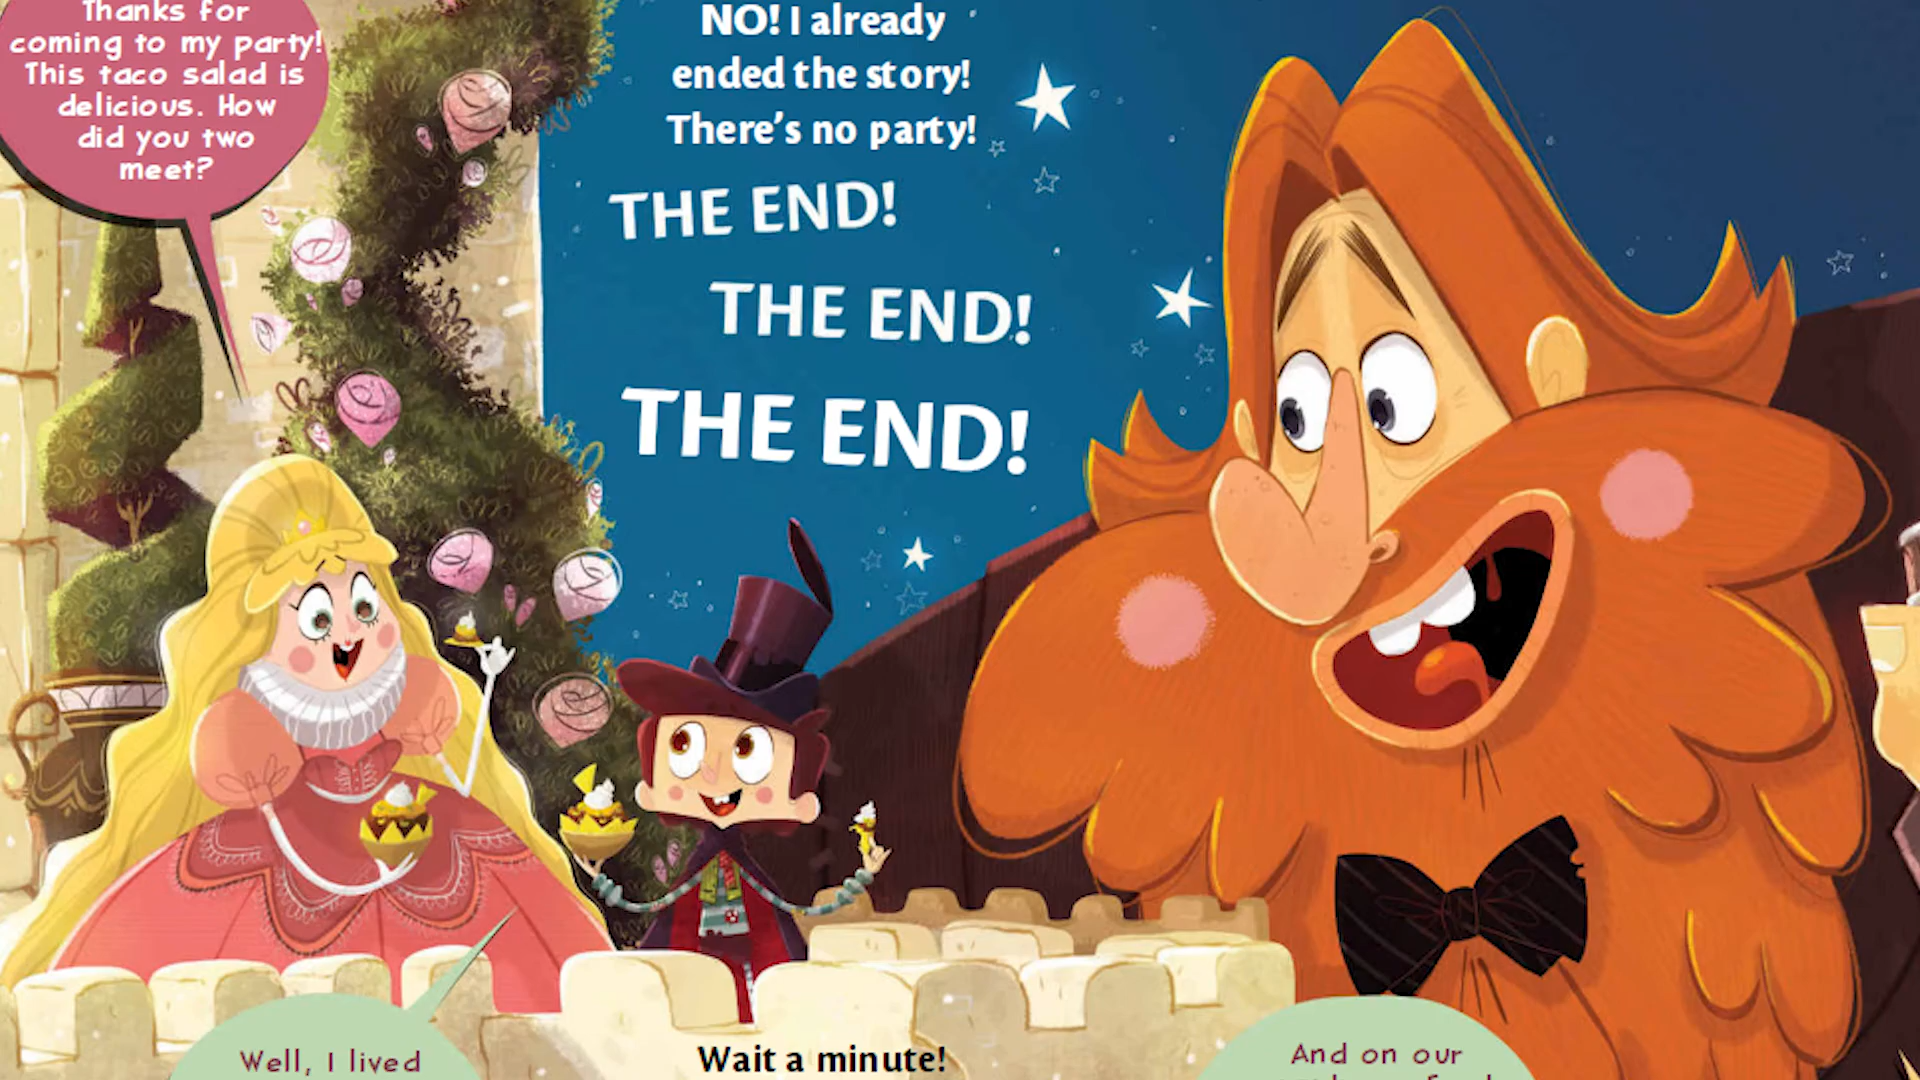 Thanks for
coming to my party!
This taco salad is
delicious. How
did you two
meet?
NO! I already
ended the story!
There's no party!
THE END!
THE END!
THE END!
Well, I lived
Wait a minute!
And on our